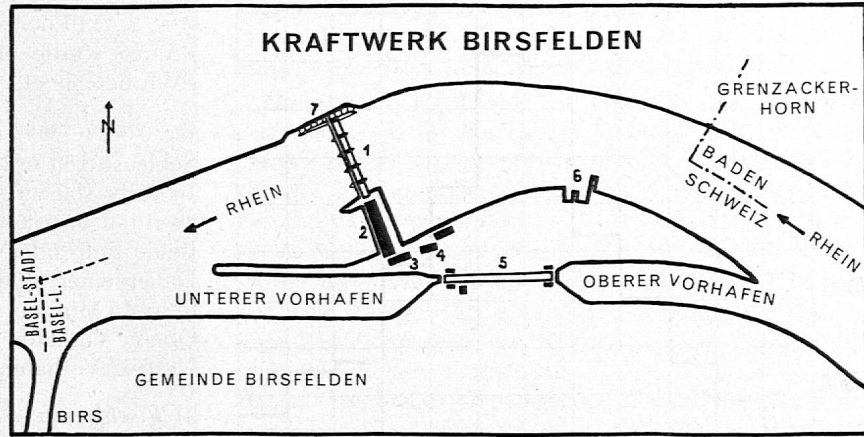 KRAFTWERK BIRSFELDEN
GRENZACKER-
HORN
N
7
1
6
BADEN
SCHWEIZ
RHEIN
RHEIN
2
3
4
5
BASEL-STADT
BASEL-L.
UNTERER VORHAFEN
OBERER VORHAFEN
GEMEINDE BIRSFELDEN
BIRS